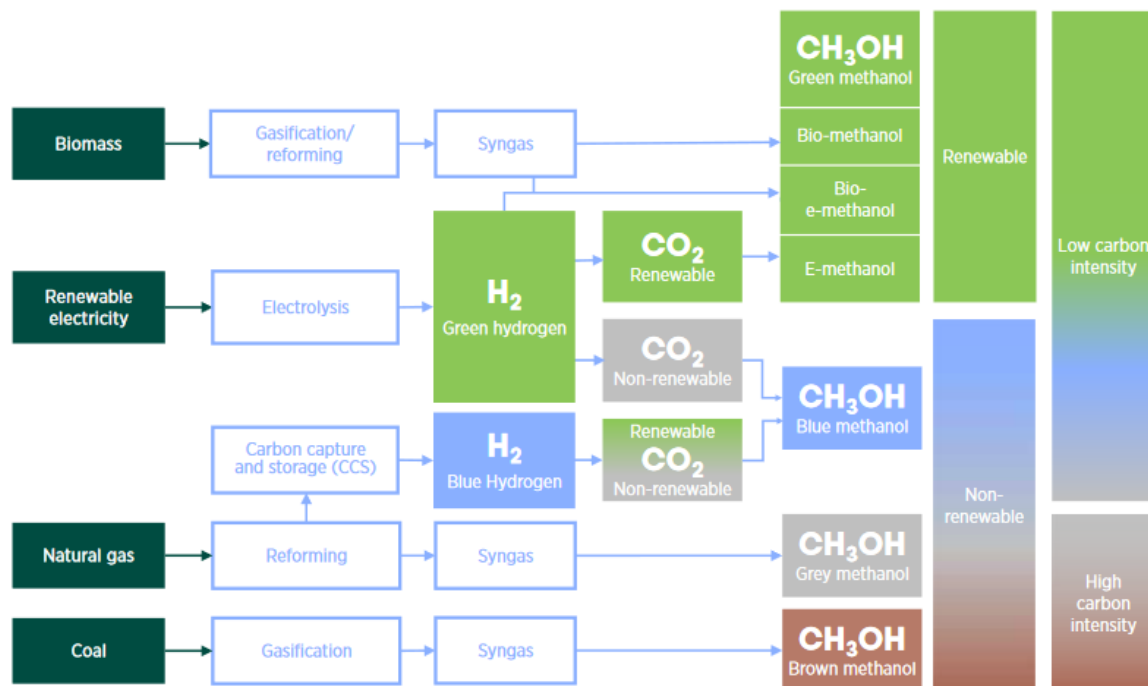 CH₃OH
Green methanol
Biomass
Gasification/
reforming
Syngas
Bio-methanol
Renewable
Bio-
e-methanol
Low carbon
intensity
Renewable
electricity
Electrolysis
H₂
Green hydrogen
CO₂
Renewable
E-methanol
CO₂
Non-renewable
CH₃OH
Blue methanol
Carbon capture
and storage (CCS)
H₂
Blue Hydrogen
Renewable
CO₂
Non-renewable
Non-
renewable
Natural gas
Reforming
Syngas
CH₃OH
Grey methanol
High
carbon
intensity
Coal
Gasification
Syngas
CH₃OH
Brown methanol